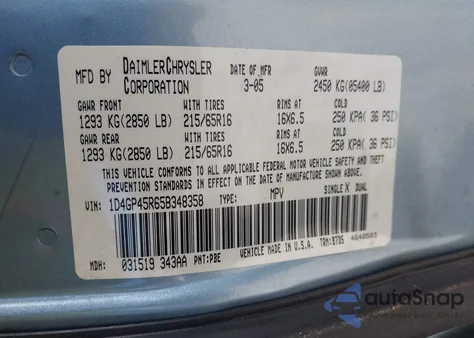 MFD BY DAIMLERCHRYSLER CORPORATION DATE OF MFR 3-05 GVWR 2450 KG(05400 LB)
GAWR FRONT WITH TIRES RIMS AT COLD
1293 KG(2850 LB) 215/65R16 16X6.5 250 KPA( 36 PSI)
GAWR REAR WITH TIRES RIMS AT COLD
1293 KG(2850 LB) 215/65R16 16X6.5 250 KPA( 36 PSI)
THIS VEHICLE CONFORMS TO ALL APPLICABLE FEDERAL MOTOR VEHICLE SAFETY AND THEFT
PREVENTION STANDARDS IN EFFECT ON THE DATE OF MANUFACTURE SHOWN ABOVE.
VIN: 1D4GP45R65B348358 TYPE: MPV SINGLE X DUAL
MDH: 031519 343AA PNT:PBE VEHICLE MADE IN U.S.A. TRM:
autoSnap